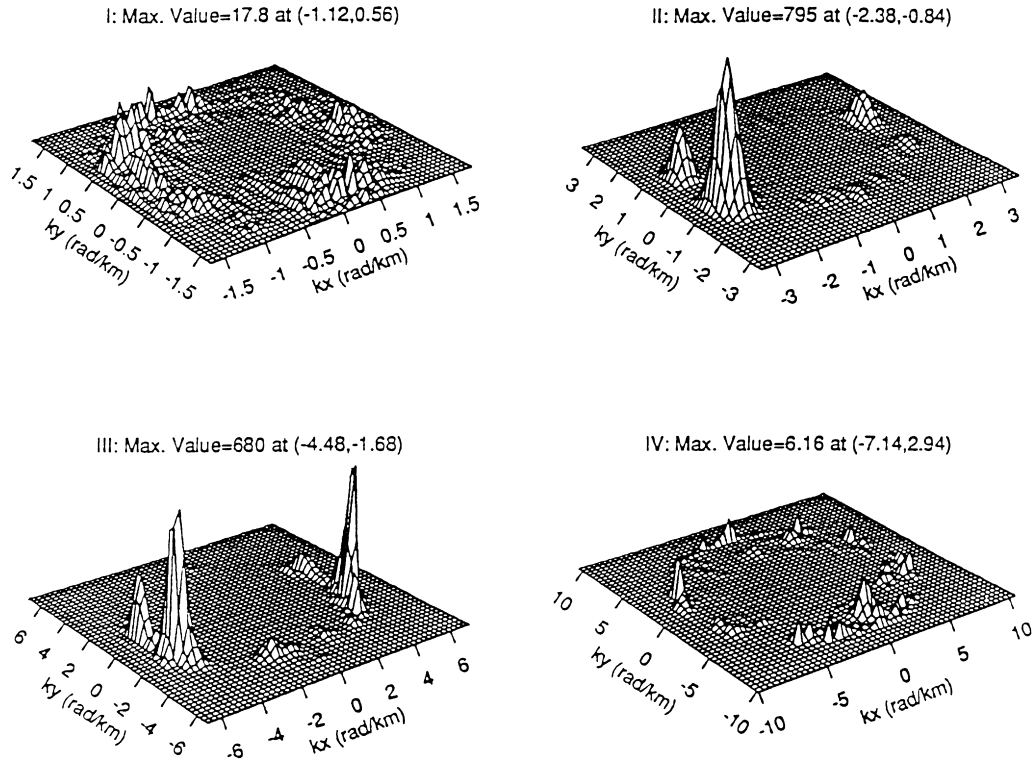 I: Max. Value=17.8 at (-1.12,0.56)
1.5 1 0.5 0 -0.5 -1 -1.5
ky (rad/km)
-1.5 -1 -0.5 0 0.5 1 1.5
kx (rad/km)
II: Max. Value=795 at (-2.38,-0.84)
3 2 1 0 -1 -2 -3
ky (rad/km)
-3 -2 -1 0 1 2 3
kx (rad/km)
III: Max. Value=680 at (-4.48,-1.68)
6 4 2 0 -2 -4 -6
ky (rad/km)
-6 -4 -2 0 2 4 6
kx (rad/km)
IV: Max. Value=6.16 at (-7.14,2.94)
10 5 0 -5 -10
ky (rad/km)
-10 -5 0 5 10
kx (rad/km)